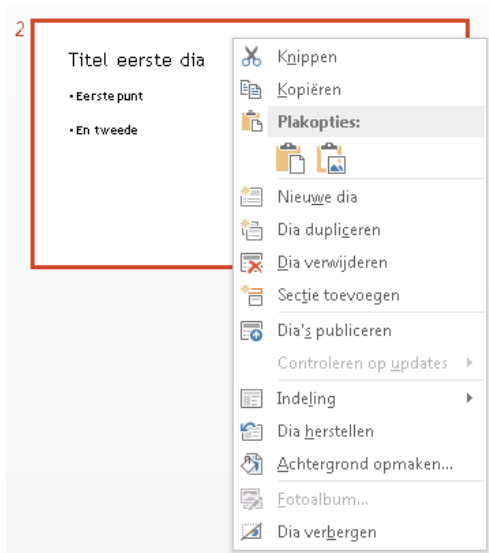 2
Titel eerste dia
• Eerste punt
• En tweede
Knippen
Kopiëren
Plakopties:
Nieuwe dia
Dia dupliceren
Dia verwijderen
Sectie toevoegen
Dia's publiceren
Controleren op updates
Indeling
Dia herstellen
Achtergrond opmaken...
Fotoalbum...
Dia verbergen